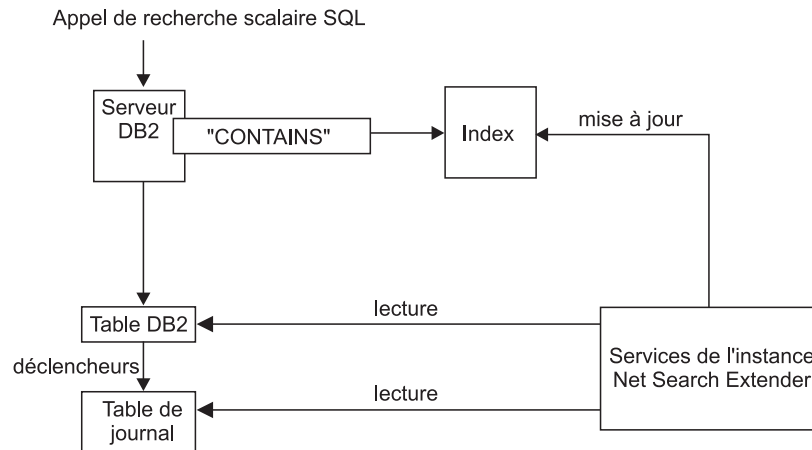 Appel de recherche scalaire SQL
Serveur
DB2
"CONTAINS"
Index
mise à jour
Table DB2
lecture
déclencheurs
Services de l'instance
Net Search Extender
Table de
journal
lecture